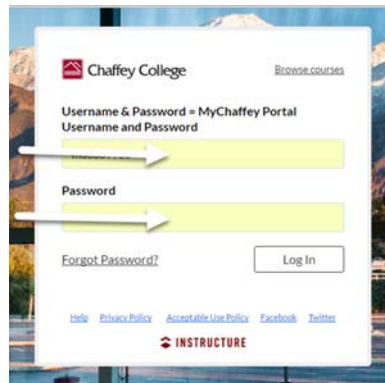 Chaffey College
Browse courses
Username & Password = MyChaffey Portal
Username and Password
Password
Forgot Password?
Log In
Help Privacy Policy Acceptable Use Policy Facebook Twitter
INSTRUCTURE